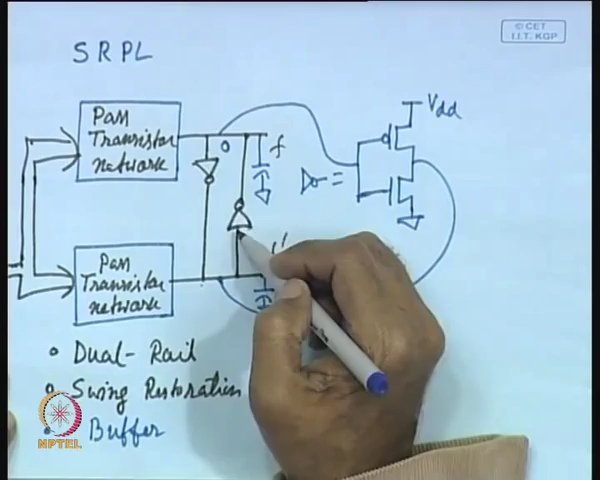 © CET
I.I.T. KGP
SRPL
Pass
Transistor
network
0
f
=
Vdd
Pass
Transistor
network
• Dual-Rail
• Swing Restoration
• Buffer
NPTEL